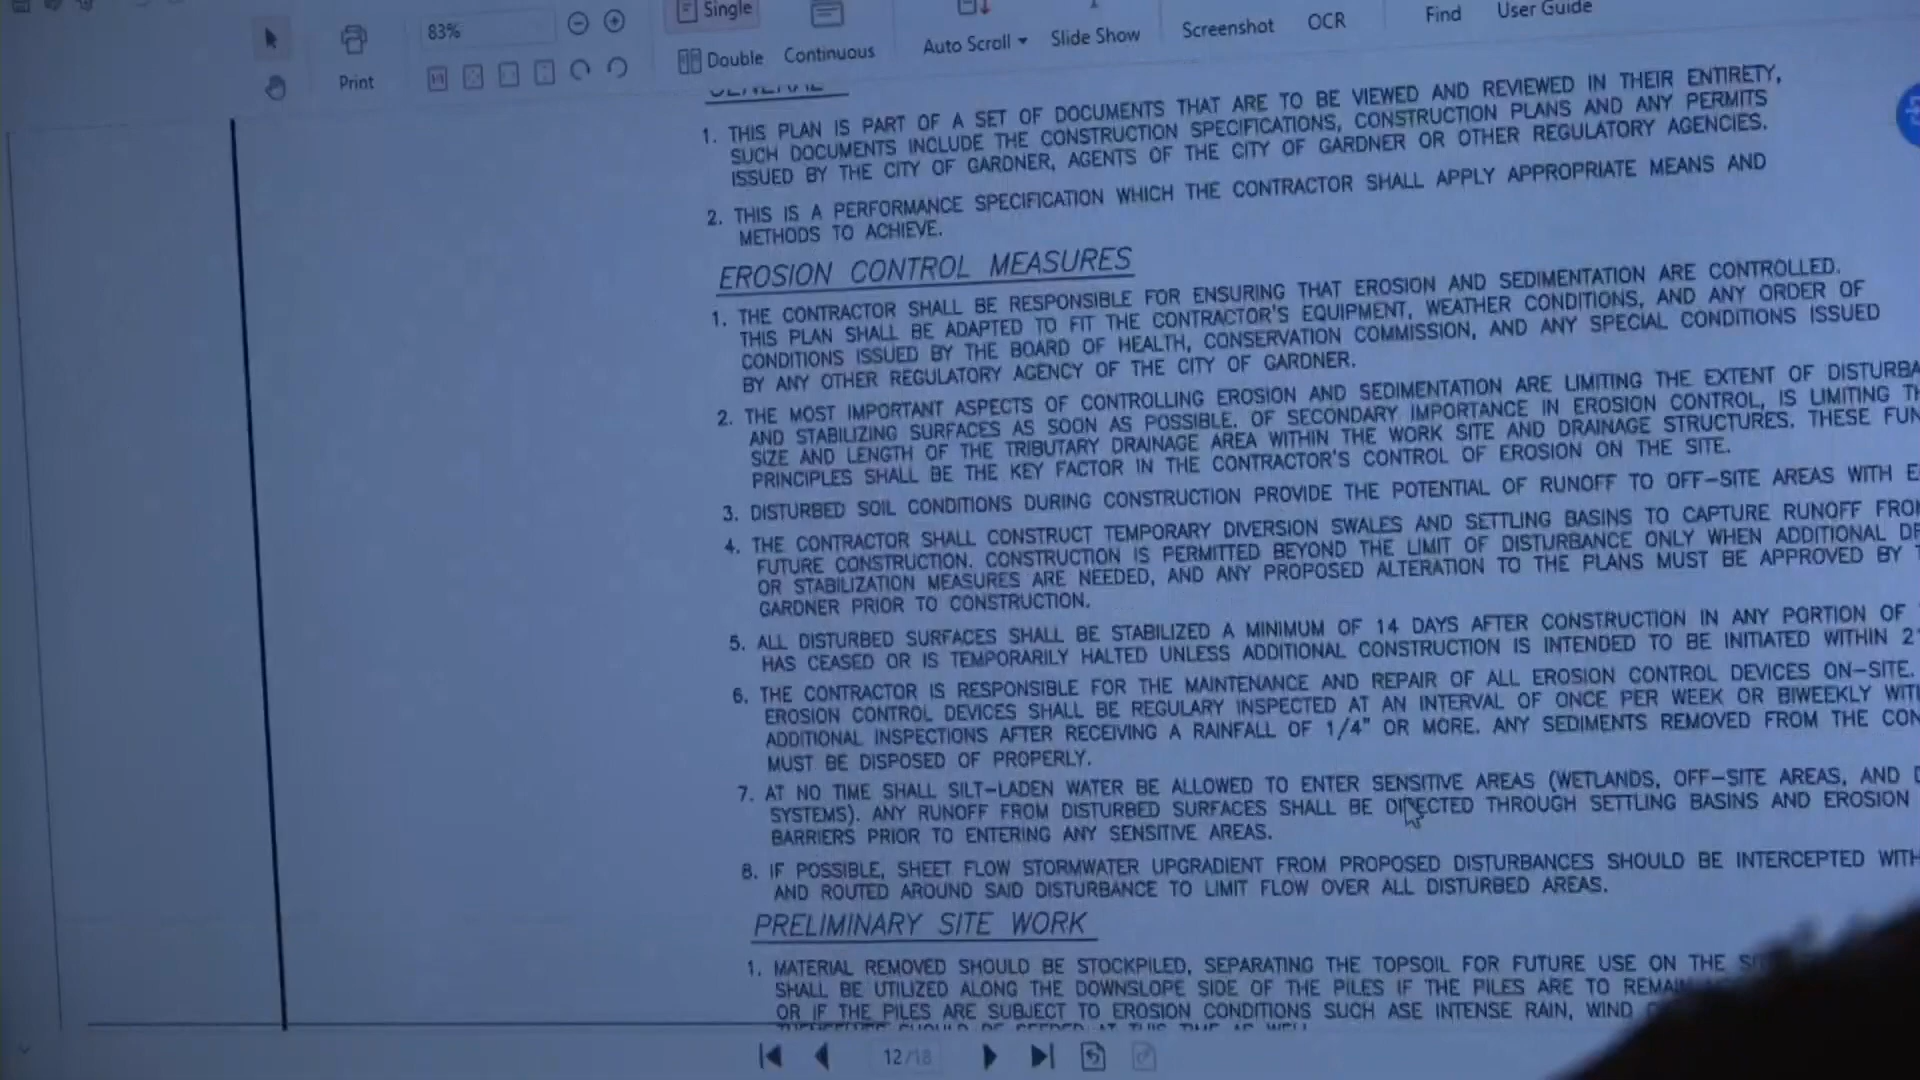 Single
83%
Print
Double
Continuous
Auto Scroll
Slide Show
Screenshot
OCR
Find
User Guide
GENERAL
1. THIS PLAN IS PART OF A SET OF DOCUMENTS THAT ARE TO BE VIEWED AND REVIEWED IN THEIR ENTIRETY,
SUCH DOCUMENTS INCLUDE THE CONSTRUCTION SPECIFICATIONS, CONSTRUCTION PLANS AND ANY PERMITS
ISSUED BY THE CITY OF GARDNER, AGENTS OF THE CITY OF GARDNER OR OTHER REGULATORY AGENCIES.
2. THIS IS A PERFORMANCE SPECIFICATION WHICH THE CONTRACTOR SHALL APPLY APPROPRIATE MEANS AND
METHODS TO ACHIEVE.
EROSION CONTROL MEASURES
1. THE CONTRACTOR SHALL BE RESPONSIBLE FOR ENSURING THAT EROSION AND SEDIMENTATION ARE CONTROLLED.
THIS PLAN SHALL BE ADAPTED TO FIT THE CONTRACTOR'S EQUIPMENT, WEATHER CONDITIONS, AND ANY ORDER OF
CONDITIONS ISSUED BY THE BOARD OF HEALTH, CONSERVATION COMMISSION, AND ANY SPECIAL CONDITIONS ISSUED
BY ANY OTHER REGULATORY AGENCY OF THE CITY OF GARDNER.
2. THE MOST IMPORTANT ASPECTS OF CONTROLLING EROSION AND SEDIMENTATION ARE LIMITING THE EXTENT OF DISTURBA
AND STABILIZING SURFACES AS SOON AS POSSIBLE. OF SECONDARY IMPORTANCE IN EROSION CONTROL, IS LIMITING TH
SIZE AND LENGTH OF THE TRIBUTARY DRAINAGE AREA WITHIN THE WORK SITE AND DRAINAGE STRUCTURES. THESE FUN
PRINCIPLES SHALL BE THE KEY FACTOR IN THE CONTRACTOR'S CONTROL OF EROSION ON THE SITE.
3. DISTURBED SOIL CONDITIONS DURING CONSTRUCTION PROVIDE THE POTENTIAL OF RUNOFF TO OFF-SITE AREAS WITH E
4. THE CONTRACTOR SHALL CONSTRUCT TEMPORARY DIVERSION SWALES AND SETTLING BASINS TO CAPTURE RUNOFF FROM
FUTURE CONSTRUCTION. CONSTRUCTION IS PERMITTED BEYOND THE LIMIT OF DISTURBANCE ONLY WHEN ADDITIONAL
OR STABILIZATION MEASURES ARE NEEDED, AND ANY PROPOSED ALTERATION TO THE PLANS MUST BE APPROVED BY
GARDNER PRIOR TO CONSTRUCTION.
5. ALL DISTURBED SURFACES SHALL BE STABILIZED A MINIMUM OF 14 DAYS AFTER CONSTRUCTION IN ANY PORTION OF
HAS CEASED OR IS TEMPORARILY HALTED UNLESS ADDITIONAL CONSTRUCTION IS INTENDED TO BE INITIATED WITHIN 2
6. THE CONTRACTOR IS RESPONSIBLE FOR THE MAINTENANCE AND REPAIR OF ALL EROSION CONTROL DEVICES ON-SITE.
EROSION CONTROL DEVICES SHALL BE REGULARY INSPECTED AT AN INTERVAL OF ONCE PER WEEK OR BIWEEKLY WIT
ADDITIONAL INSPECTIONS AFTER RECEIVING A RAINFALL OF 1/4" OR MORE. ANY SEDIMENTS REMOVED FROM THE CON
MUST BE DISPOSED OF PROPERLY.
7. AT NO TIME SHALL SILT-LADEN WATER BE ALLOWED TO ENTER SENSITIVE AREAS (WETLANDS, OFF-SITE AREAS, AND
SYSTEMS). ANY RUNOFF FROM DISTURBED SURFACES SHALL BE DIRECTED THROUGH SETTLING BASINS AND EROSION
BARRIERS PRIOR TO ENTERING ANY SENSITIVE AREAS.
8. IF POSSIBLE, SHEET FLOW STORMWATER UPGRADIENT FROM PROPOSED DISTURBANCES SHOULD BE INTERCEPTED WITH
AND ROUTED AROUND SAID DISTURBANCE TO LIMIT FLOW OVER ALL DISTURBED AREAS.
PRELIMINARY SITE WORK
1. MATERIAL REMOVED SHOULD BE STOCKPILED, SEPARATING THE TOPSOIL FOR FUTURE USE ON THE
SHALL BE UTILIZED ALONG THE DOWNSLOPE SIDE OF THE PILES IF THE PILES ARE TO REMAIN
OR IF THE PILES ARE SUBJECT TO EROSION CONDITIONS SUCH ASE INTENSE RAIN, WIND
12/18